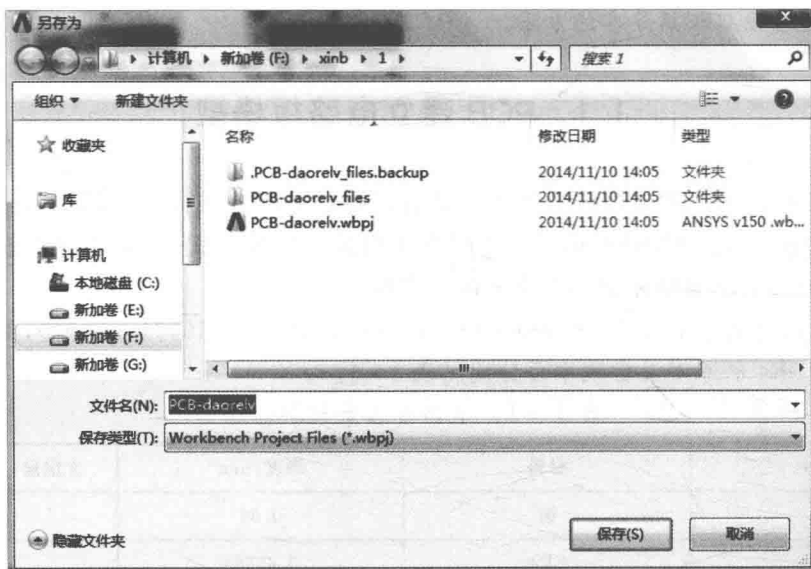 另存为
计算机 ▸ 新加卷 (F:) ▸ xinb ▸ 1 ▸
搜索 1
组织 ▼ 新建文件夹
名称 修改日期 类型
收藏夹
库
计算机
本地磁盘 (C:)
新加卷 (E:)
新加卷 (F:)
新加卷 (G:)
.PCB-daorelv_files.backup 2014/11/10 14:05 文件夹
PCB-daorelv_files 2014/11/10 14:05 文件夹
PCB-daorelv.wbpj 2014/11/10 14:05 ANSYS v150 .wb...
文件名(N): PCB-daorelv
保存类型(T): Workbench Project Files (*.wbpj)
隐藏文件夹 保存(S) 取消